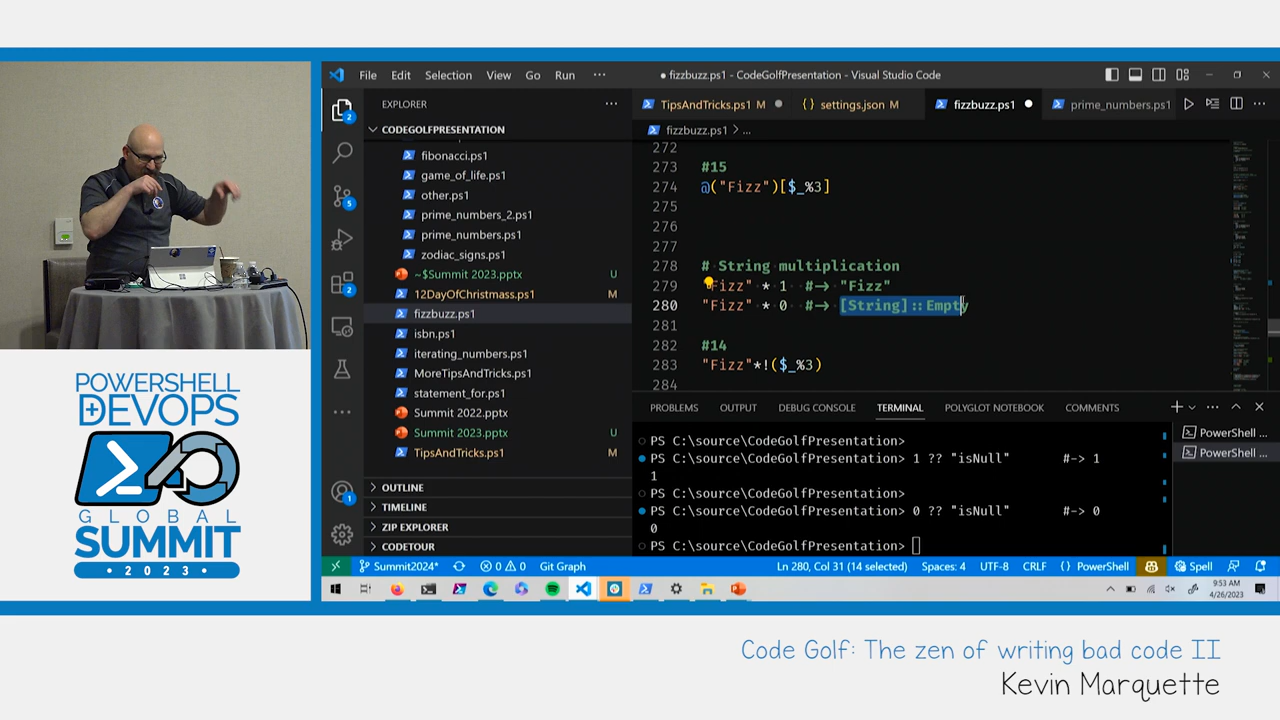 File Edit Selection View Go Run ···
● fizzbuzz.ps1 - CodeGolfPresentation - Visual Studio Code
EXPLORER ···
CODEGOLFPRESENTATION
fibonacci.ps1
game_of_life.ps1
other.ps1
prime_numbers_2.ps1
prime_numbers.ps1
zodiac_signs.ps1
~$Summit 2023.pptx U
12DayOfChristmass.ps1 M
fizzbuzz.ps1
isbn.ps1
iterating_numbers.ps1
MoreTipsAndTricks.ps1
statement_for.ps1
Summit 2022.pptx
Summit 2023.pptx U
TipsAndTricks.ps1 M
OUTLINE
TIMELINE
ZIP EXPLORER
CODETOUR
2
5
2
1
TipsAndTricks.ps1 M ● {} settings.json M fizzbuzz.ps1 ● prime_numbers.ps1
fizzbuzz.ps1 > ...
272
273 #15
274 @("Fizz")[$_%3]
275
276
277
278 # String multiplication
279 Fizz" * 1 #-> "Fizz"
280 "Fizz" * 0 #-> [String]::Empty
281
282 #14
283 "Fizz"*!($_%3)
284
PROBLEMS OUTPUT DEBUG CONSOLE TERMINAL POLYGLOT NOTEBOOK COMMENTS
PS C:\source\CodeGolfPresentation>
PS C:\source\CodeGolfPresentation> 1 ?? "isNull" #-> 1
1
PS C:\source\CodeGolfPresentation>
PS C:\source\CodeGolfPresentation> 0 ?? "isNull" #-> 0
0
PS C:\source\CodeGolfPresentation>
PowerShell ...
PowerShell ...
Summit2024* 0 0 Git Graph Ln 280, Col 31 (14 selected) Spaces: 4 UTF-8 CRLF {} PowerShell Spell
9:53 AM
4/26/2023
POWERSHELL
+DEVOPS
GLOBAL
SUMMIT
• 2023 •
Code Golf: The zen of writing bad code II
Kevin Marquette